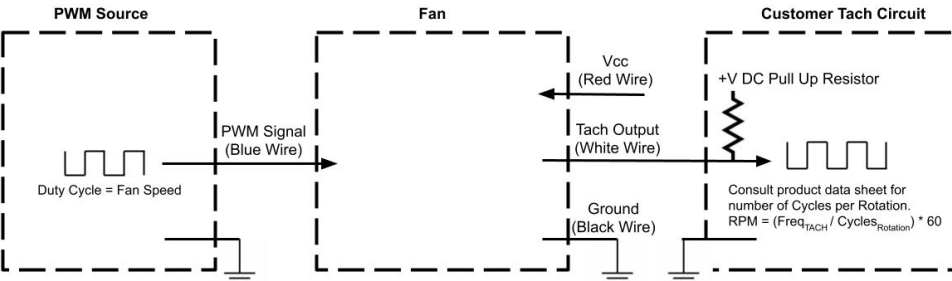 PWM Source
Fan
Customer Tach Circuit
Vcc
(Red Wire)
+V DC Pull Up Resistor
PWM Signal
(Blue Wire)
Tach Output
(White Wire)
Duty Cycle = Fan Speed
Consult product data sheet for
number of Cycles per Rotation.
RPM = (FreqTACH / CyclesRotation) * 60
Ground
(Black Wire)